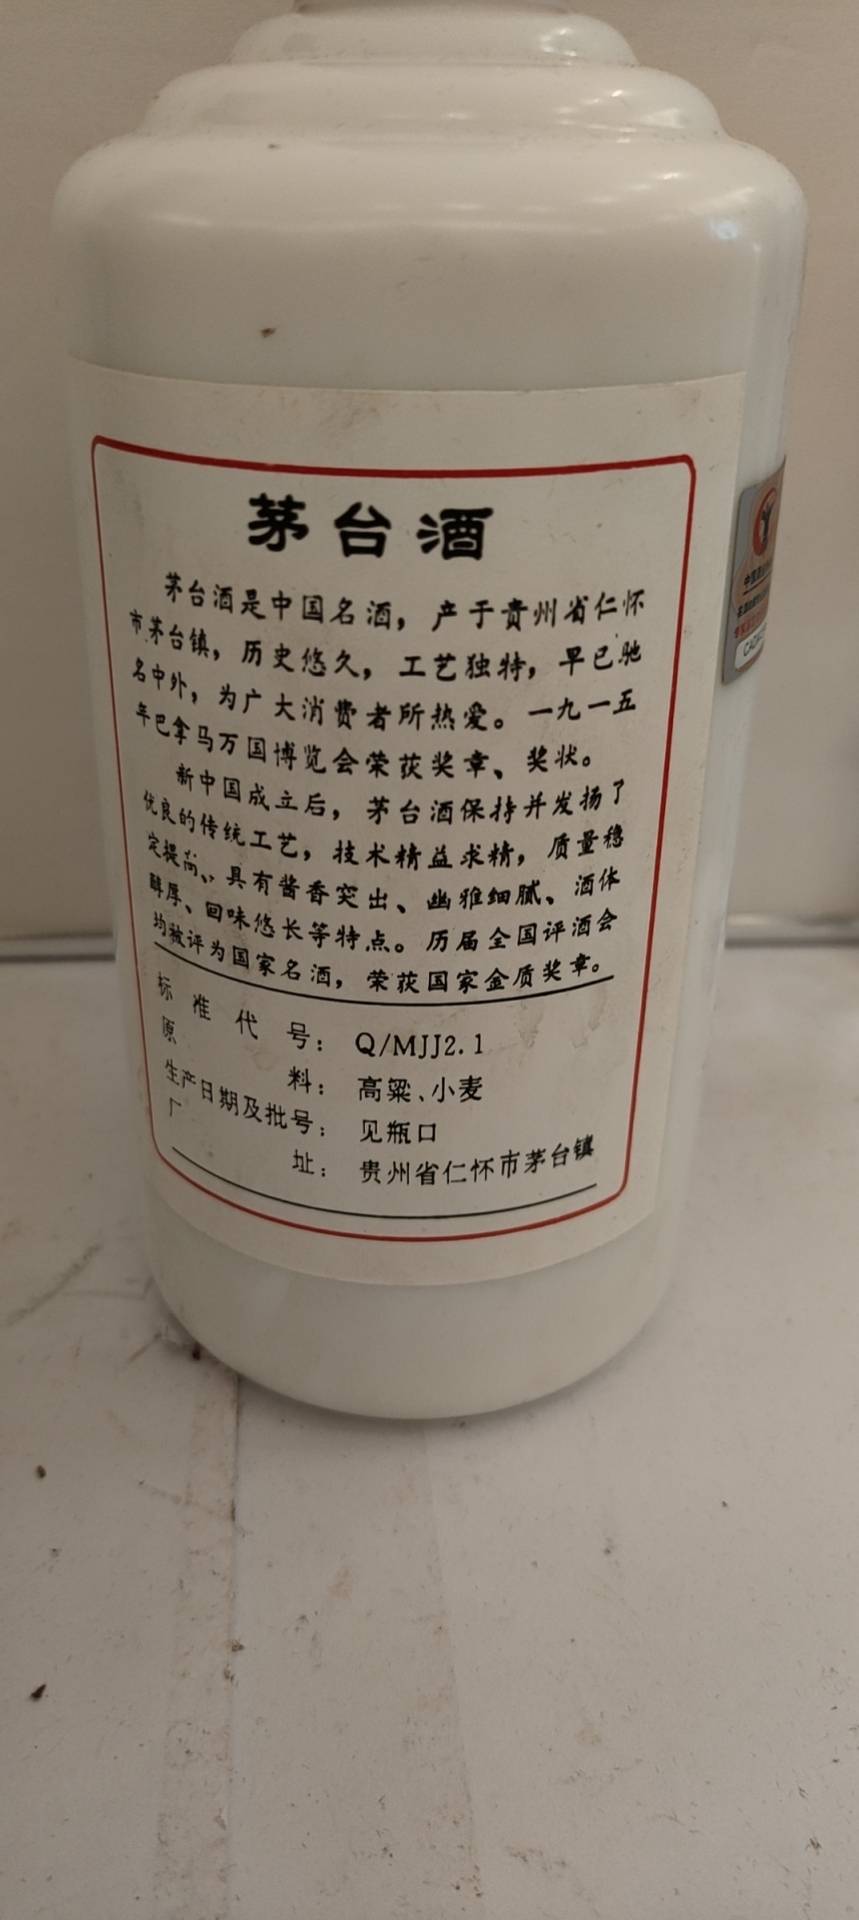 茅台酒
茅台酒是中国名酒，产于贵州省仁怀
市茅台镇，历史悠久，工艺独特，早已驰
名中外，为广大消费者所热爱。一九一五
年巴拿马万国博览会荣获奖章、奖状。
新中国成立后，茅台酒保持并发扬了
优良的传统工艺，技术精益求精，质量稳
定提高、具有酱香突出、幽雅细腻、酒体
醇厚、回味悠长等特点。历届全国评酒会
均被评为国家名酒，荣获国家金质奖章。
标准代号：Q/MJJ2.1
原料：高粱、小麦
生产日期及批号：见瓶口
厂址：贵州省仁怀市茅台镇